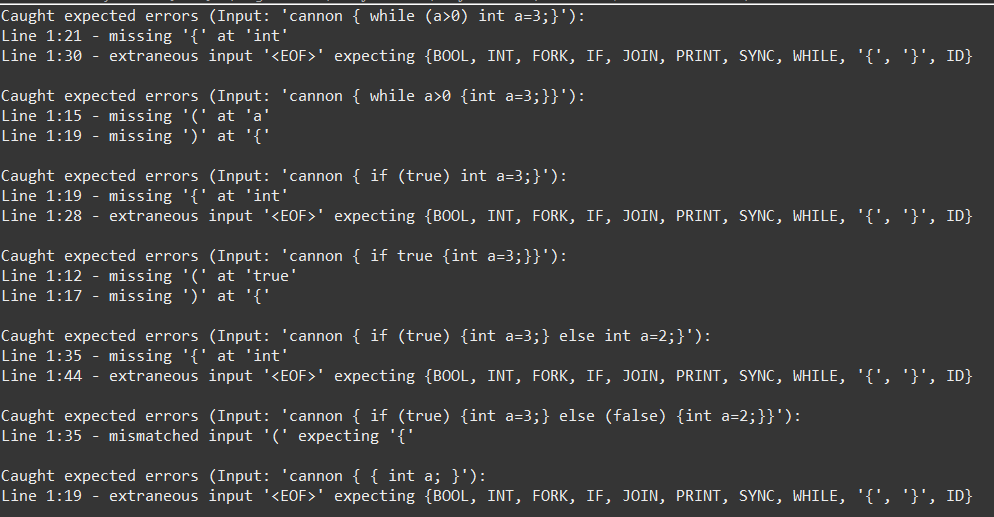 Caught expected errors (Input: 'cannon { while (a>0) int a=3;}'):
Line 1:21 - missing '{' at 'int'
Line 1:30 - extraneous input '<EOF>' expecting {BOOL, INT, FORK, IF, JOIN, PRINT, SYNC, WHILE, '{', '}', ID}
Caught expected errors (Input: 'cannon { while a>0 {int a=3;}}'):
Line 1:15 - missing '(' at 'a'
Line 1:19 - missing ')' at '{'
Caught expected errors (Input: 'cannon { if (true) int a=3;}'):
Line 1:19 - missing '{' at 'int'
Line 1:28 - extraneous input '<EOF>' expecting {BOOL, INT, FORK, IF, JOIN, PRINT, SYNC, WHILE, '{', '}', ID}
Caught expected errors (Input: 'cannon { if true {int a=3;}}'):
Line 1:12 - missing '(' at 'true'
Line 1:17 - missing ')' at '{'
Caught expected errors (Input: 'cannon { if (true) {int a=3;} else int a=2;}'):
Line 1:35 - missing '{' at 'int'
Line 1:44 - extraneous input '<EOF>' expecting {BOOL, INT, FORK, IF, JOIN, PRINT, SYNC, WHILE, '{', '}', ID}
Caught expected errors (Input: 'cannon { if (true) {int a=3;} else (false) {int a=2;}}'):
Line 1:35 - mismatched input '(' expecting '{'
Caught expected errors (Input: 'cannon { { int a; }'):
Line 1:19 - extraneous input '<EOF>' expecting {BOOL, INT, FORK, IF, JOIN, PRINT, SYNC, WHILE, '{', '}', ID}